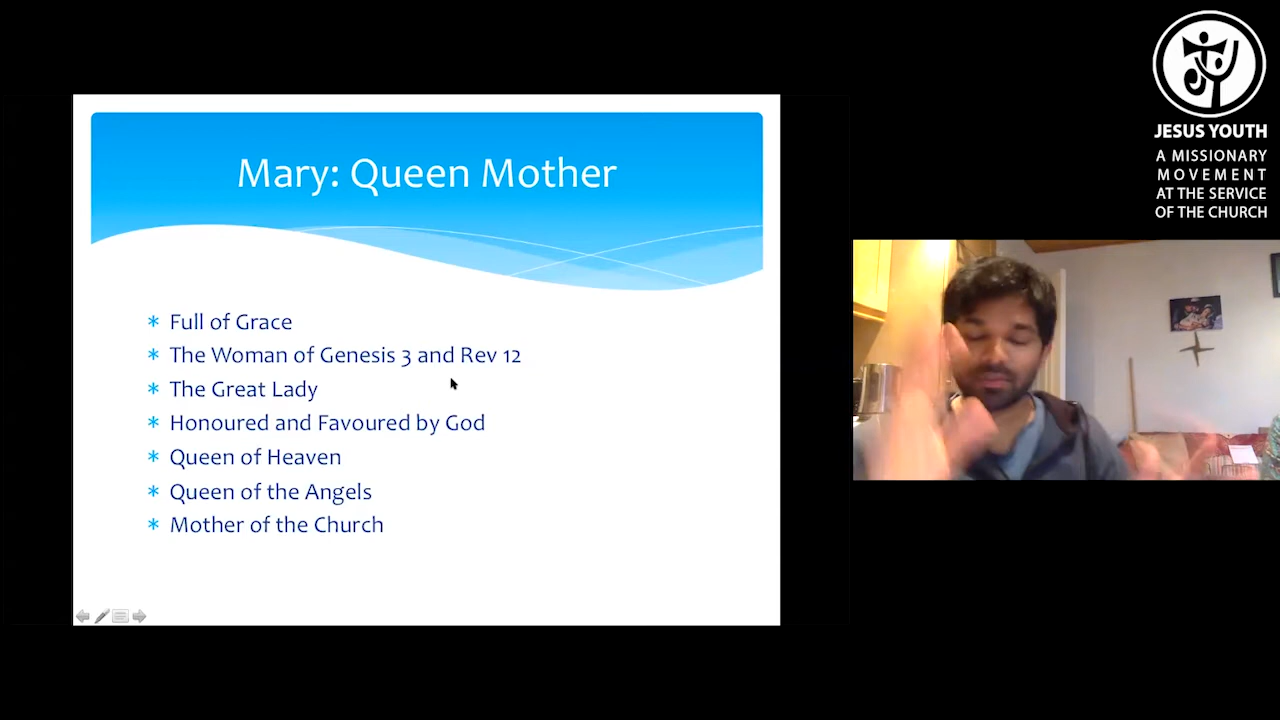 Mary: Queen Mother
* Full of Grace
* The Woman of Genesis 3 and Rev 12
* The Great Lady
* Honoured and Favoured by God
* Queen of Heaven
* Queen of the Angels
* Mother of the Church
JESUS YOUTH
A MISSIONARY
MOVEMENT
AT THE SERVICE
OF THE CHURCH